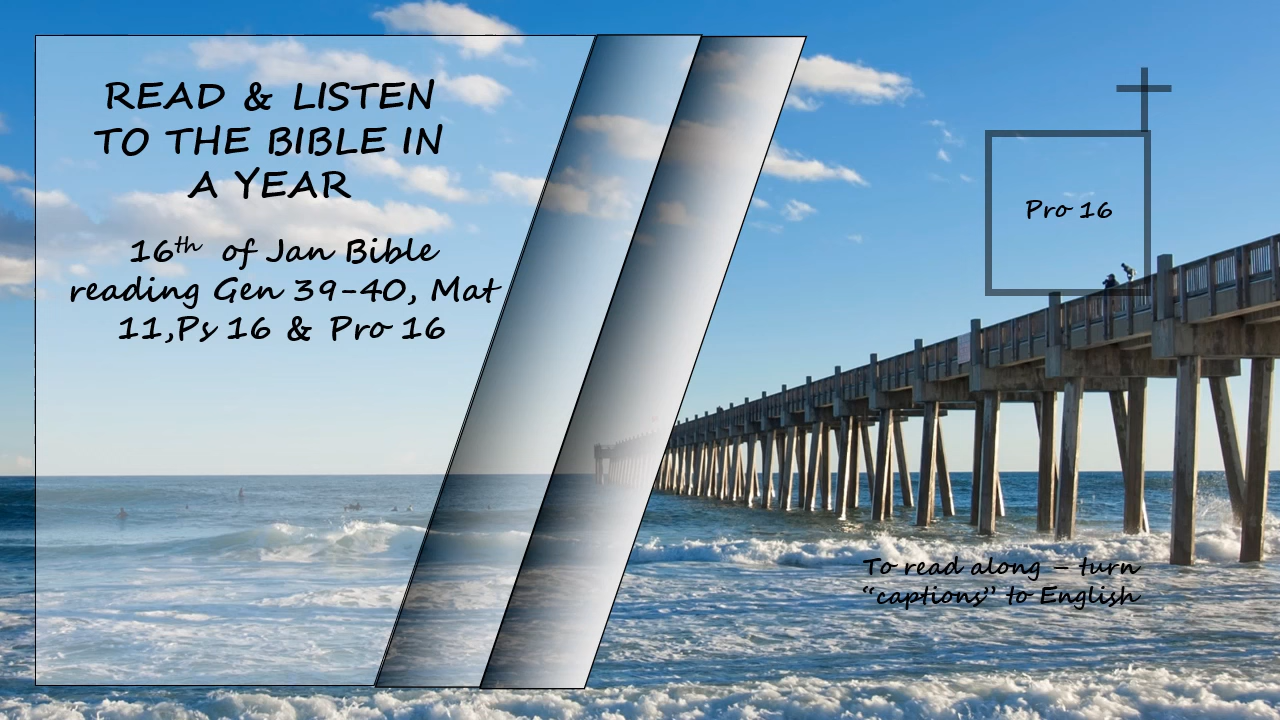 READ & LISTEN
TO THE BIBLE IN
A YEAR
16th of Jan Bible
reading Gen 39-40, Mat
11,Ps 16 & Pro 16
Pro 16
To read along – turn
“captions” to English